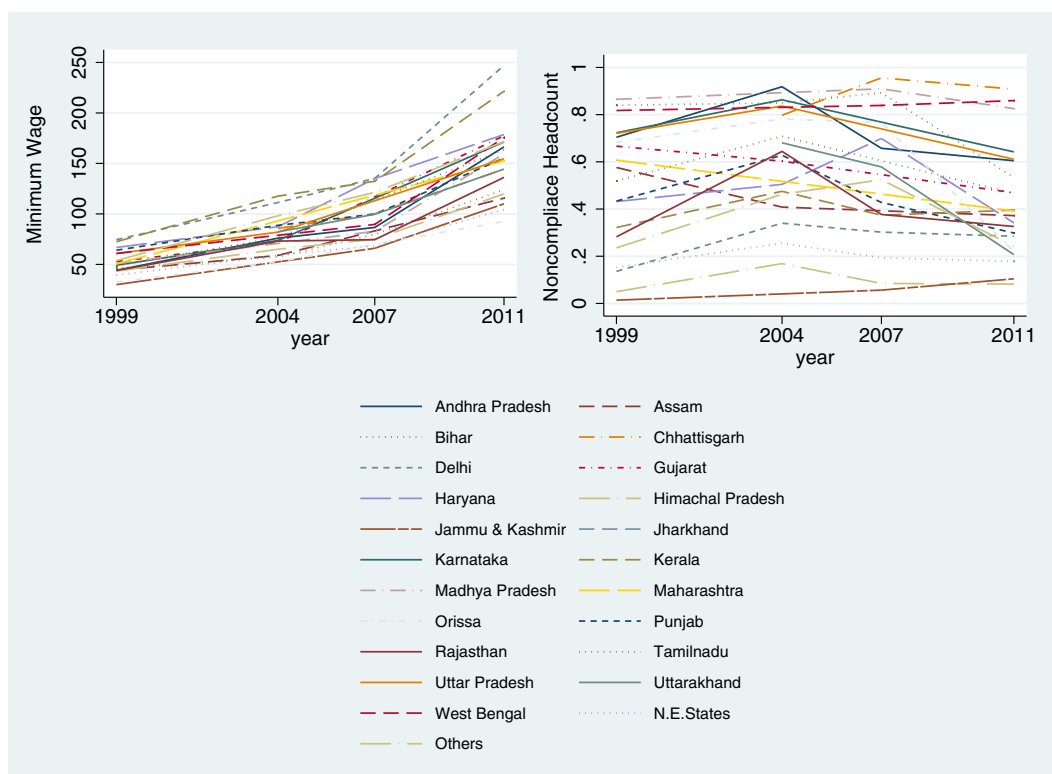 Minimum Wage
250
200
150
100
50
1999
2004
2007
2011
year
Noncompliace Headcount
1
.8
.6
.4
.2
0
1999
2004
2007
2011
year
Andhra Pradesh
Assam
Bihar
Chhattisgarh
Delhi
Gujarat
Haryana
Himachal Pradesh
Jammu & Kashmir
Jharkhand
Karnataka
Kerala
Madhya Pradesh
Maharashtra
Orissa
Punjab
Rajasthan
Tamilnadu
Uttar Pradesh
Uttarakhand
West Bengal
N.E.States
Others